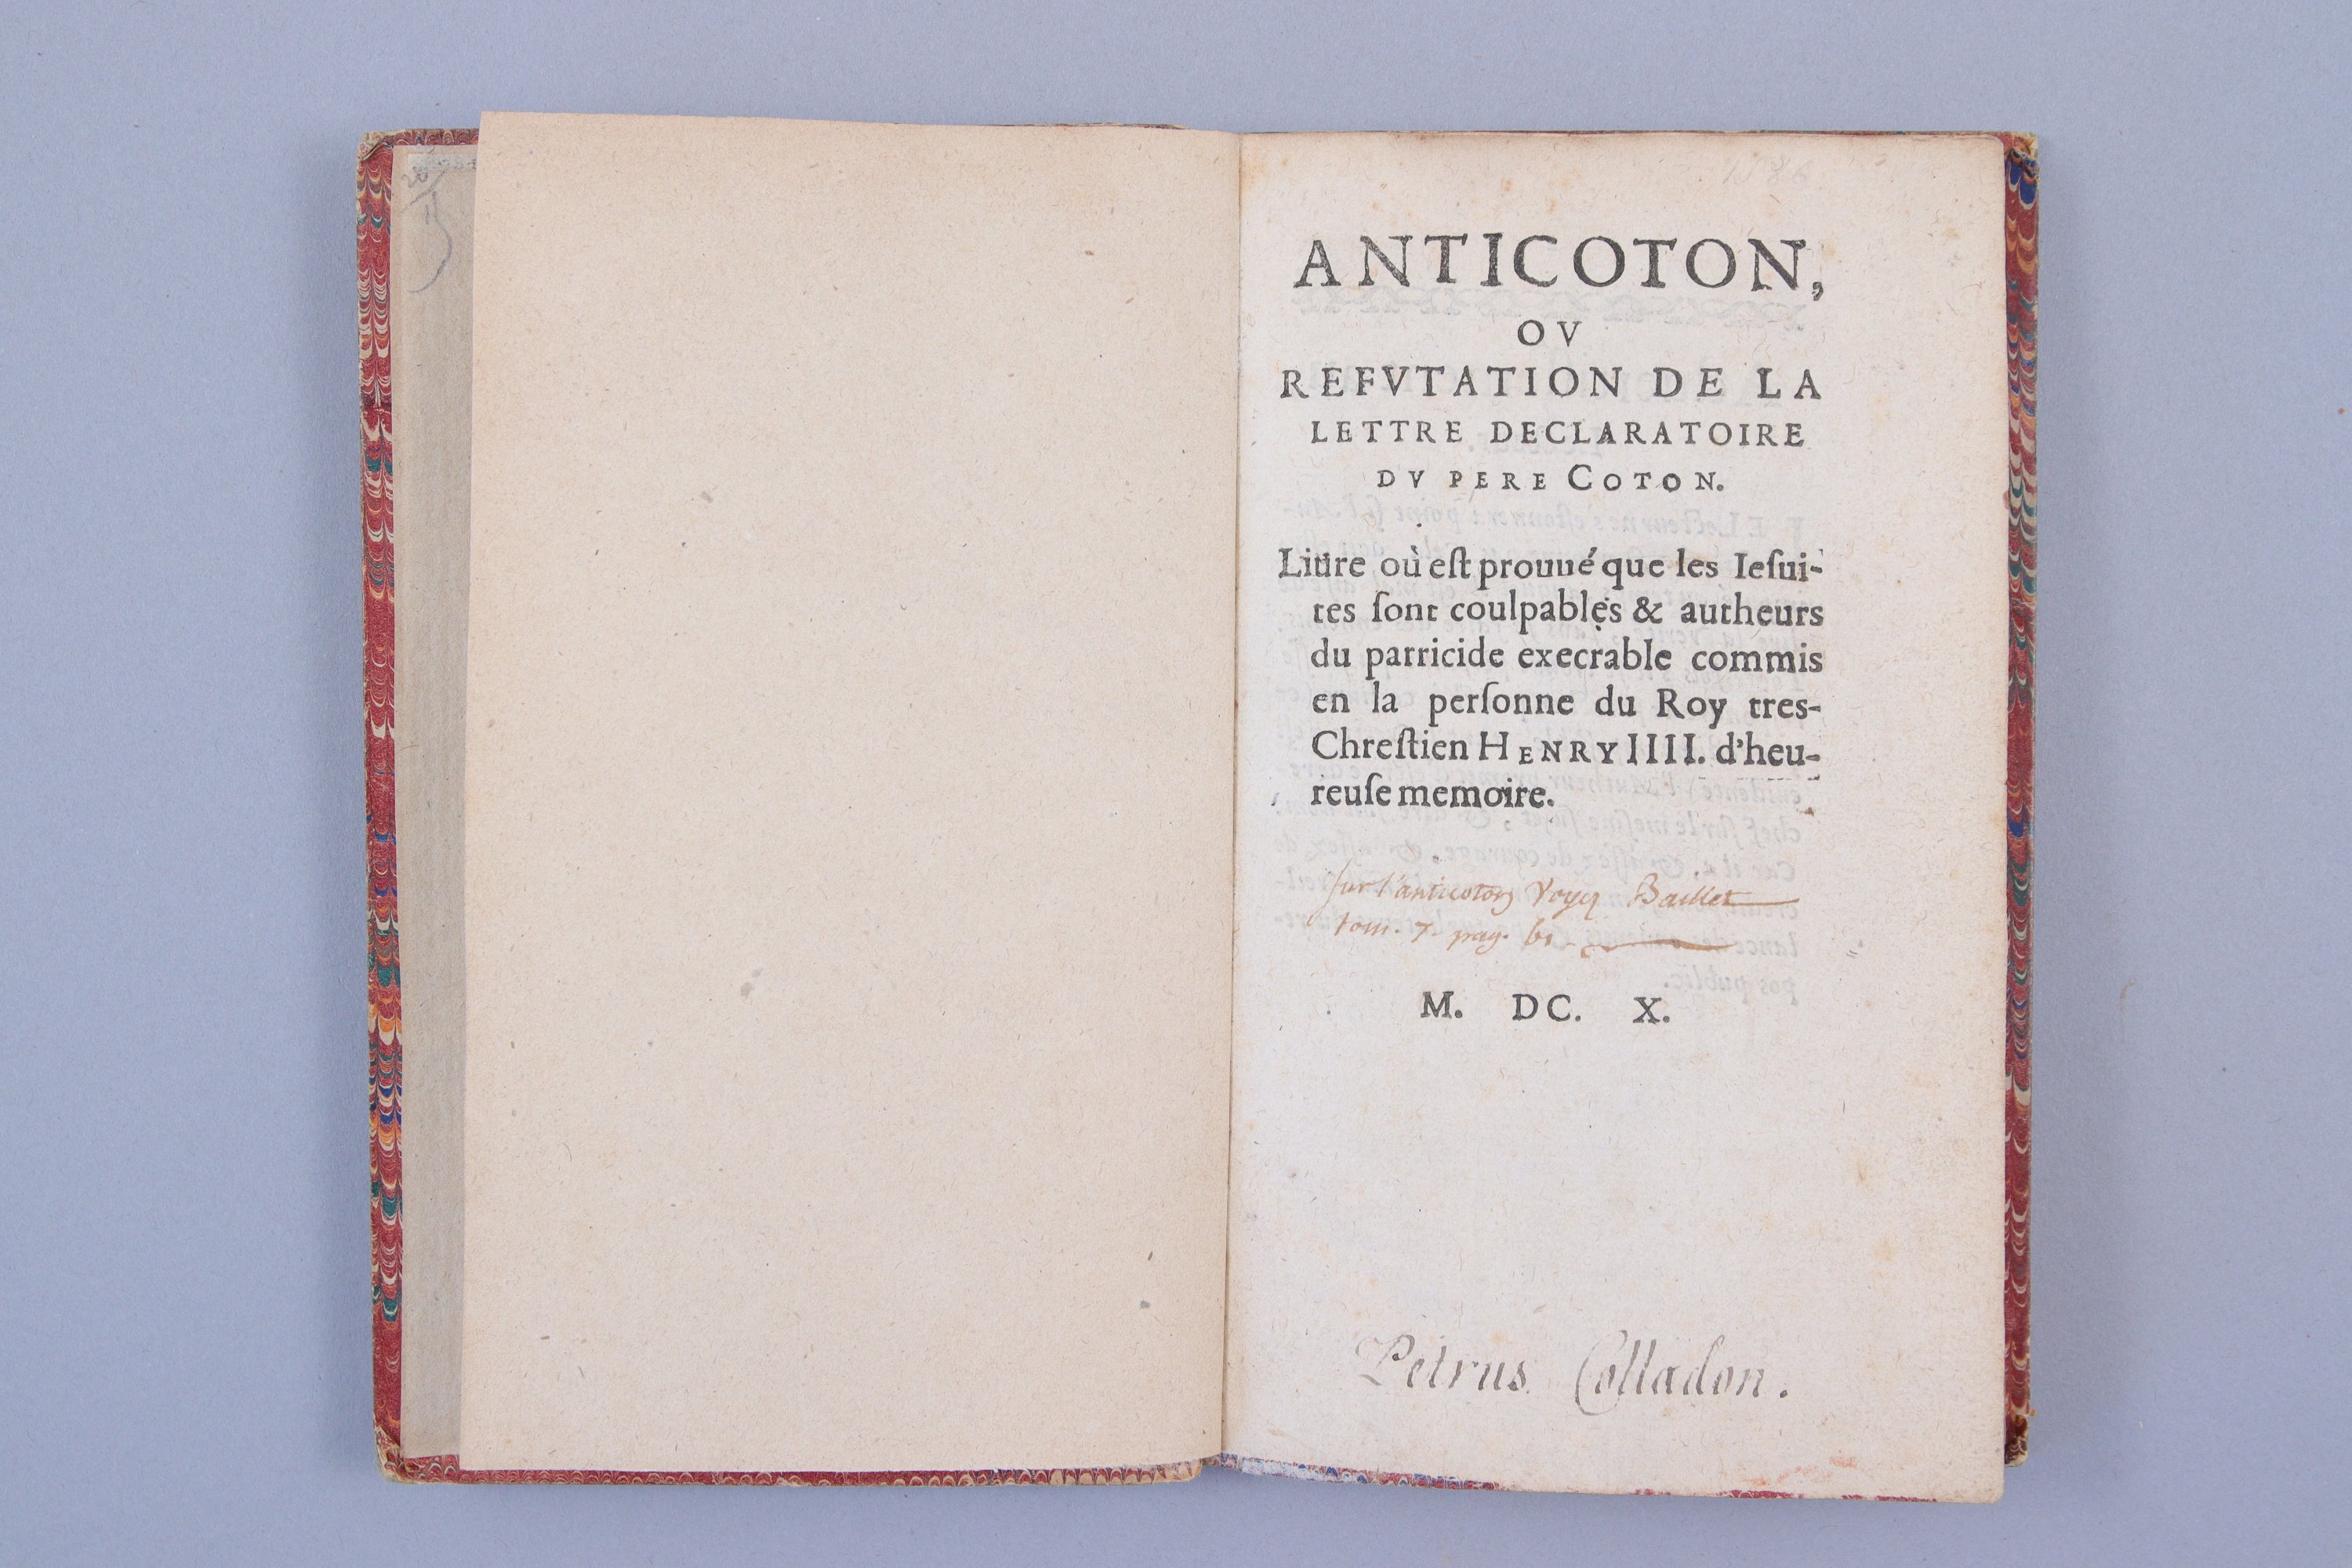 ANTICOTON,
OV
REFVTATION DE LA
LETTRE DECLARATOIRE
DV PERE COTON.
Liure où est prouué que les Iesui-
tes sont coulpables & autheurs
du parricide execrable commis
en la personne du Roy tres-
Chrestien HENRY IIII. d'heu-
reuse memoire.
sur l'anticoton Voyez Baillet
tom. 7. pag.
M. DC. X.
Petrus Colladon.